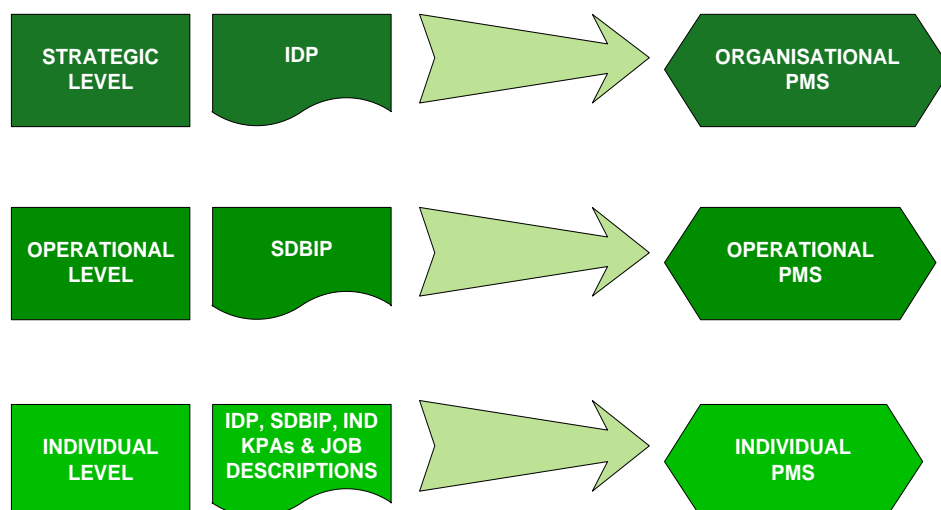 STRATEGIC
LEVEL
IDP
ORGANISATIONAL
PMS
OPERATIONAL
LEVEL
SDBIP
OPERATIONAL
PMS
INDIVIDUAL
LEVEL
IDP, SDBIP, IND
KPAs & JOB
DESCRIPTIONS
INDIVIDUAL
PMS